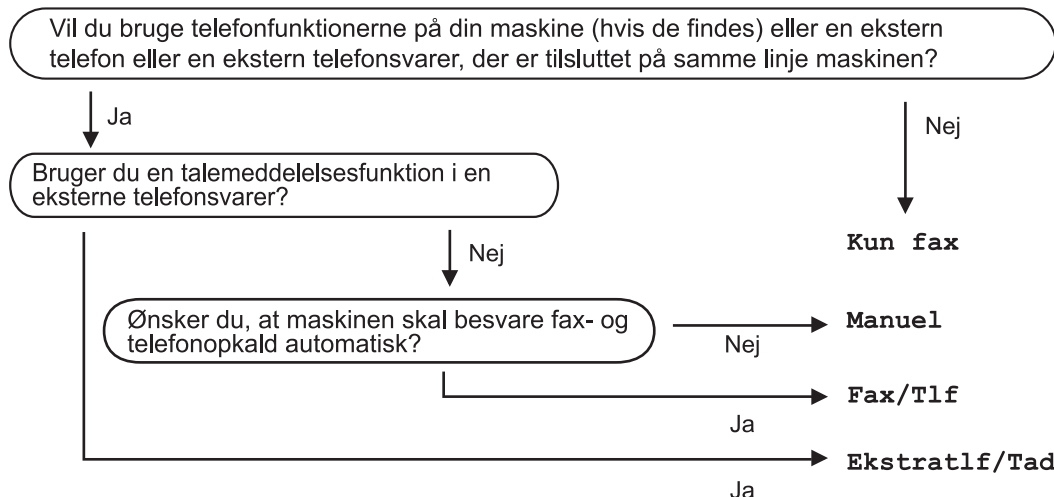 Vil du bruge telefonfunktionerne på din maskine (hvis de findes) eller en ekstern
telefon eller en ekstern telefonsvarer, der er tilsluttet på samme linje maskinen?
Ja
Nej
Bruger du en talemeddelelsesfunktion i en
eksterne telefonsvarer?
Kun fax
Nej
Ønsker du, at maskinen skal besvare fax- og
telefonopkald automatisk?
Nej
Manuel
Ja
Fax/Tlf
Ja
Ekstratlf/Tad